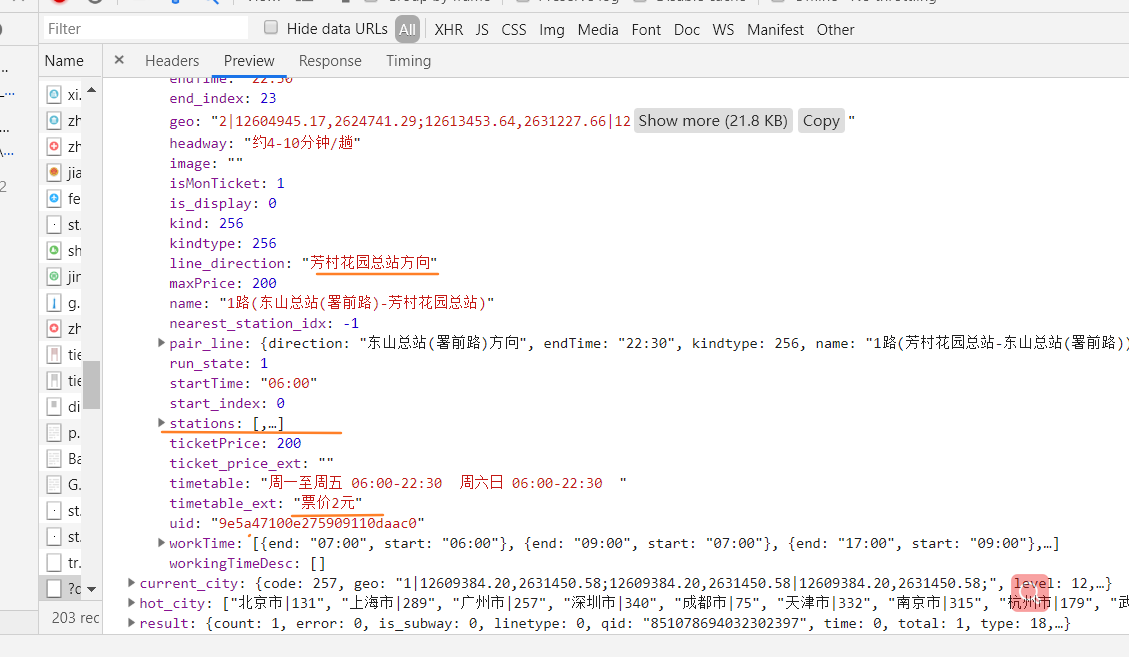 Filter Hide data URLs All XHR JS CSS Img Media Font Doc WS Manifest Other
Name × Headers Preview Response Timing
endTime: "22:30"
end_index: 23
geo: "2|12604945.17,2624741.29;12613453.64,2631227.66|12 Show more (21.8 KB) Copy "
headway: "约4-10分钟/趟"
image: ""
isMonTicket: 1
is_display: 0
kind: 256
kindtype: 256
line_direction: "芳村花园总站方向"
maxPrice: 200
name: "1路(东山总站(署前路)-芳村花园总站)"
nearest_station_idx: -1
pair_line: {direction: "东山总站(署前路)方向", endTime: "22:30", kindtype: 256, name: "1路(芳村花园总站-东山总站(署前路))
run_state: 1
startTime: "06:00"
start_index: 0
stations: [,…]
ticketPrice: 200
ticket_price_ext: ""
timetable: "周一至周五 06:00-22:30  周六日 06:00-22:30  "
timetable_ext: "票价2元"
uid: "9e5a47100e275909110daac0"
workTime: [{end: "07:00", start: "06:00"}, {end: "09:00", start: "07:00"}, {end: "17:00", start: "09:00"},…]
workingTimeDesc: []
current_city: {code: 257, geo: "1|12609384.20,2631450.58;12609384.20,2631450.58|12609384.20,2631450.58;", level: 12,…}
hot_city: ["北京市|131", "上海市|289", "广州市|257", "深圳市|340", "成都市|75", "天津市|332", "南京市|315", "杭州市|179", "武
result: {count: 1, error: 0, is_subway: 0, linetype: 0, qid: "851078694032302397", time: 0, total: 1, type: 18,…}
xi.
zh
zh
jia
fe
st.
sh
jir
g.
zh
tie
tie
di
p.
Ba
G.
st.
st.
tr.
?c
203 rec